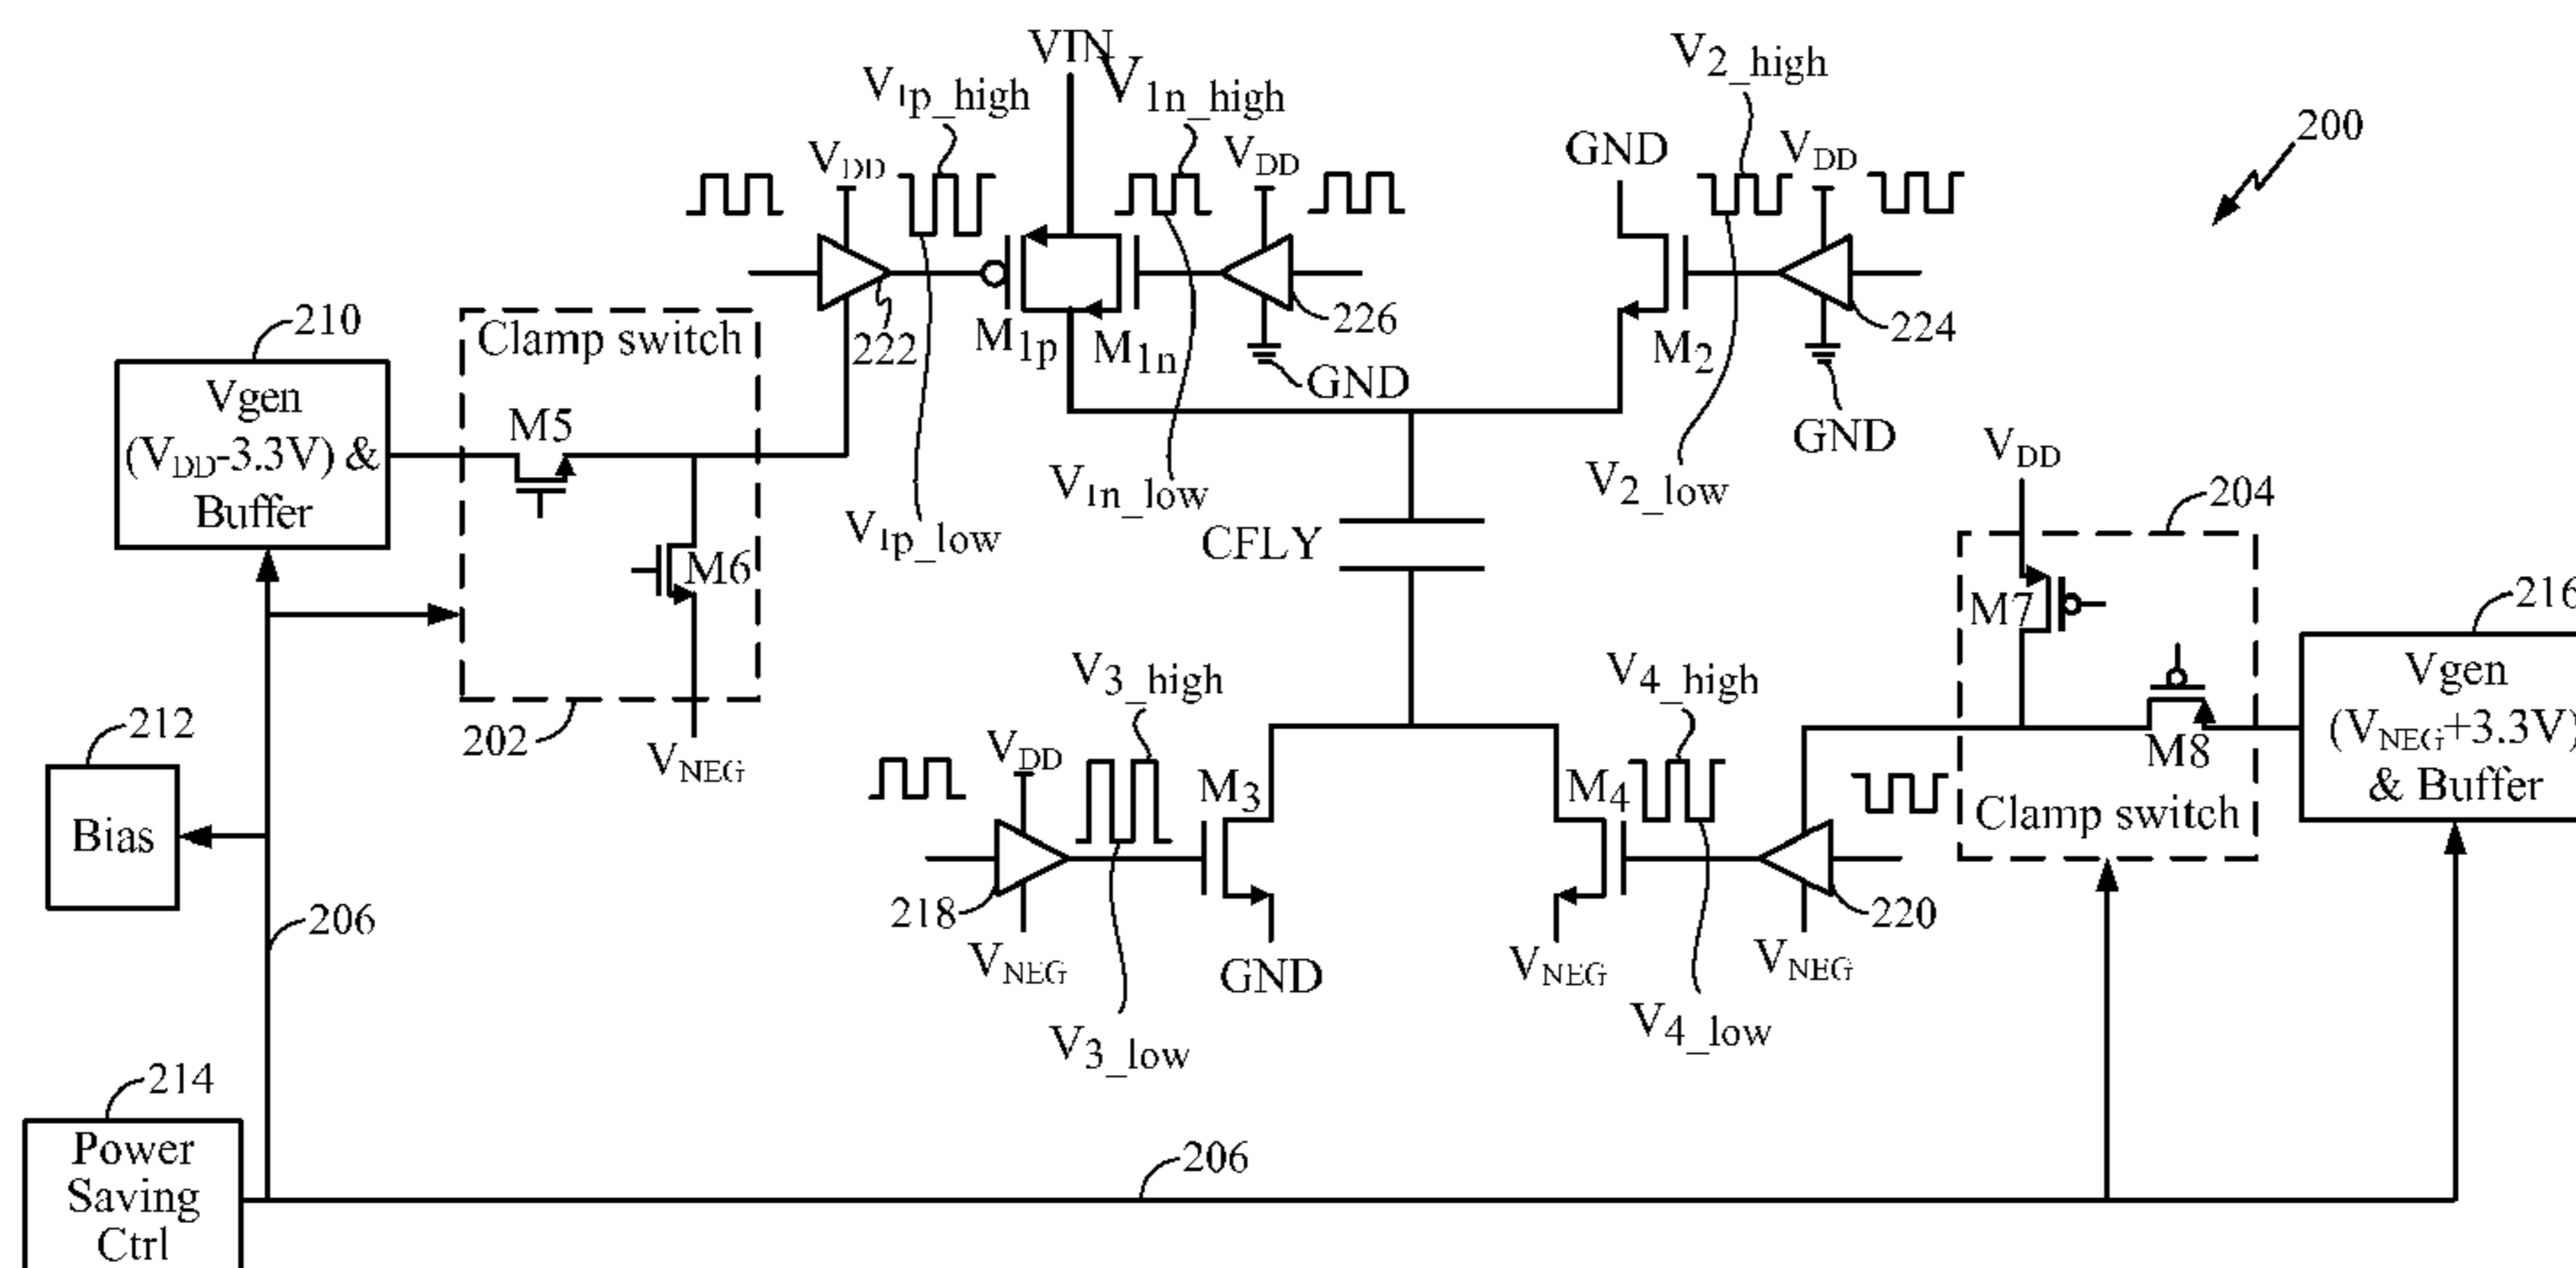 VIN
V1p_high
V1n_high
V2_high
200
VDD
VDD
GND
VDD
210
Clamp switch
222
M1p
M1n
226
GND
M2
224
GND
Vgen
(VDD-3.3V) &
Buffer
M5
V1p_low
V1n_low
V2_low
VDD
204
CFLY
M6
M7
216
202
VNEG
212
Bias
V3_high
V4_high
Vgen
(VNEG+3.3V)
& Buffer
M8
Clamp switch
VDD
M3
M4
218
VNEG
GND
VNEG
VNEG
220
206
V3_low
V4_low
214
Power
Saving
Ctrl
206